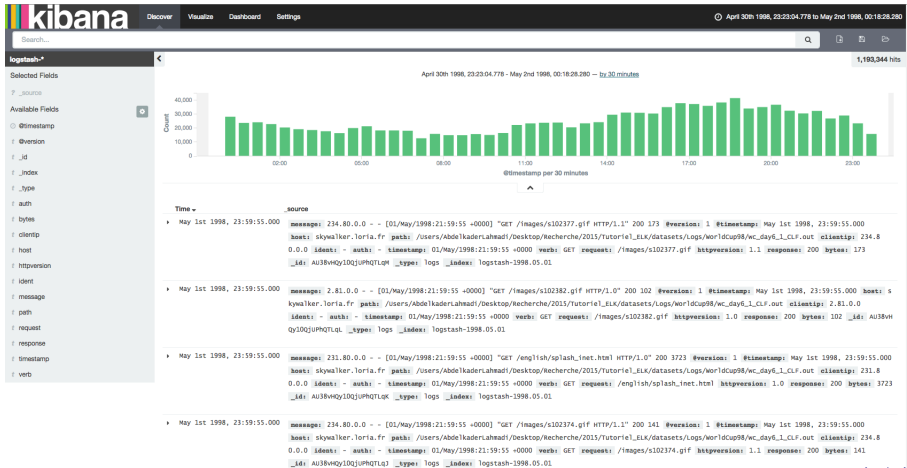 kibana
Discover Visualize Dashboard Settings
April 30th 1998, 23:23:04.778 to May 2nd 1998, 00:18:28.280
Search...
logstash-*
1,193,344 hits
Selected Fields
? _source
Available Fields
@timestamp
t @version
t _id
t _index
t _type
t auth
t bytes
t clientip
t host
t httpversion
t ident
t message
t path
t request
t response
t timestamp
t verb
April 30th 1998, 23:23:04.778 - May 2nd 1998, 00:18:28.280 — by 30 minutes
Count
40,000
30,000
20,000
10,000
0
02:00 05:00 08:00 11:00 14:00 17:00 20:00 23:00
@timestamp per 30 minutes
Time _source
May 1st 1998, 23:59:55.000 message: 234.80.0.0 - - [01/May/1998:21:59:55 +0000] "GET /images/s102377.gif HTTP/1.1" 200 173 @version: 1 @timestamp: May 1st 1998, 23:59:55.000
host: skywalker.loria.fr path: /Users/AbdelkaderLahmadi/Desktop/Recherche/2015/Tutoriel_ELK/datasets/Logs/WorldCup98/wc_day6_1_CLF.out clientip: 234.8
0.0.0 ident: - auth: - timestamp: 01/May/1998:21:59:55 +0000 verb: GET request: /images/s102377.gif httpversion: 1.1 response: 200 bytes: 173
_id: AU38vHQy1OQjUPhQTLqM _type: logs _index: logstash-1998.05.01
May 1st 1998, 23:59:55.000 message: 2.81.0.0 - - [01/May/1998:21:59:55 +0000] "GET /images/s102382.gif HTTP/1.0" 200 102 @version: 1 @timestamp: May 1st 1998, 23:59:55.000 host: s
kywalker.loria.fr path: /Users/AbdelkaderLahmadi/Desktop/Recherche/2015/Tutoriel_ELK/datasets/Logs/WorldCup98/wc_day6_1_CLF.out clientip: 2.81.0.0
ident: - auth: - timestamp: 01/May/1998:21:59:55 +0000 verb: GET request: /images/s102382.gif httpversion: 1.0 response: 200 bytes: 102 _id: AU38vH
Qy1OQjUPhQTLqL _type: logs _index: logstash-1998.05.01
May 1st 1998, 23:59:55.000 message: 231.80.0.0 - - [01/May/1998:21:59:55 +0000] "GET /english/splash_inet.html HTTP/1.0" 200 3723 @version: 1 @timestamp: May 1st 1998, 23:59:55.000
host: skywalker.loria.fr path: /Users/AbdelkaderLahmadi/Desktop/Recherche/2015/Tutoriel_ELK/datasets/Logs/WorldCup98/wc_day6_1_CLF.out clientip: 231.8
0.0.0 ident: - auth: - timestamp: 01/May/1998:21:59:55 +0000 verb: GET request: /english/splash_inet.html httpversion: 1.0 response: 200 bytes: 3723
_id: AU38vHQy1OQjUPhQTLqK _type: logs _index: logstash-1998.05.01
May 1st 1998, 23:59:55.000 message: 234.80.0.0 - - [01/May/1998:21:59:55 +0000] "GET /images/s102374.gif HTTP/1.1" 200 141 @version: 1 @timestamp: May 1st 1998, 23:59:55.000
host: skywalker.loria.fr path: /Users/AbdelkaderLahmadi/Desktop/Recherche/2015/Tutoriel_ELK/datasets/Logs/WorldCup98/wc_day6_1_CLF.out clientip: 234.8
0.0.0 ident: - auth: - timestamp: 01/May/1998:21:59:55 +0000 verb: GET request: /images/s102374.gif httpversion: 1.1 response: 200 bytes: 141
_id: AU38vHQy1OQjUPhQTLqJ _type: logs _index: logstash-1998.05.01